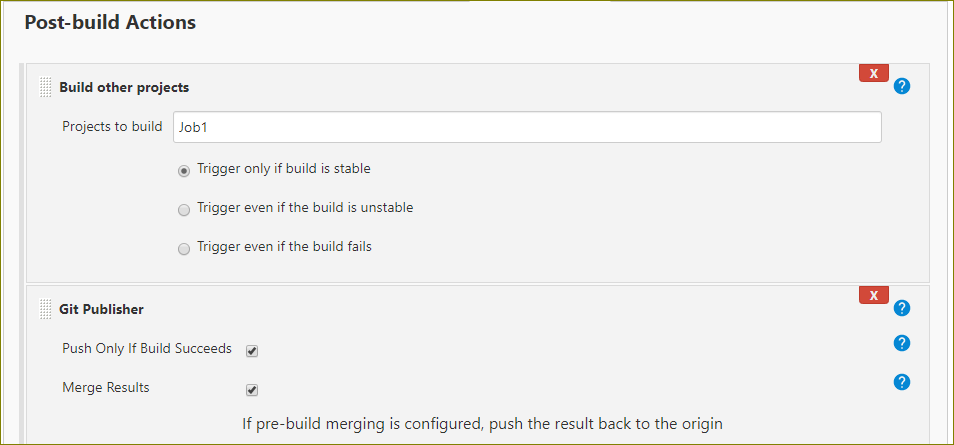 Post-build Actions
X
Build other projects
?
Projects to build Job1
Trigger only if build is stable
Trigger even if the build is unstable
Trigger even if the build fails
X
Git Publisher
?
Push Only If Build Succeeds
?
Merge Results
?
If pre-build merging is configured, push the result back to the origin